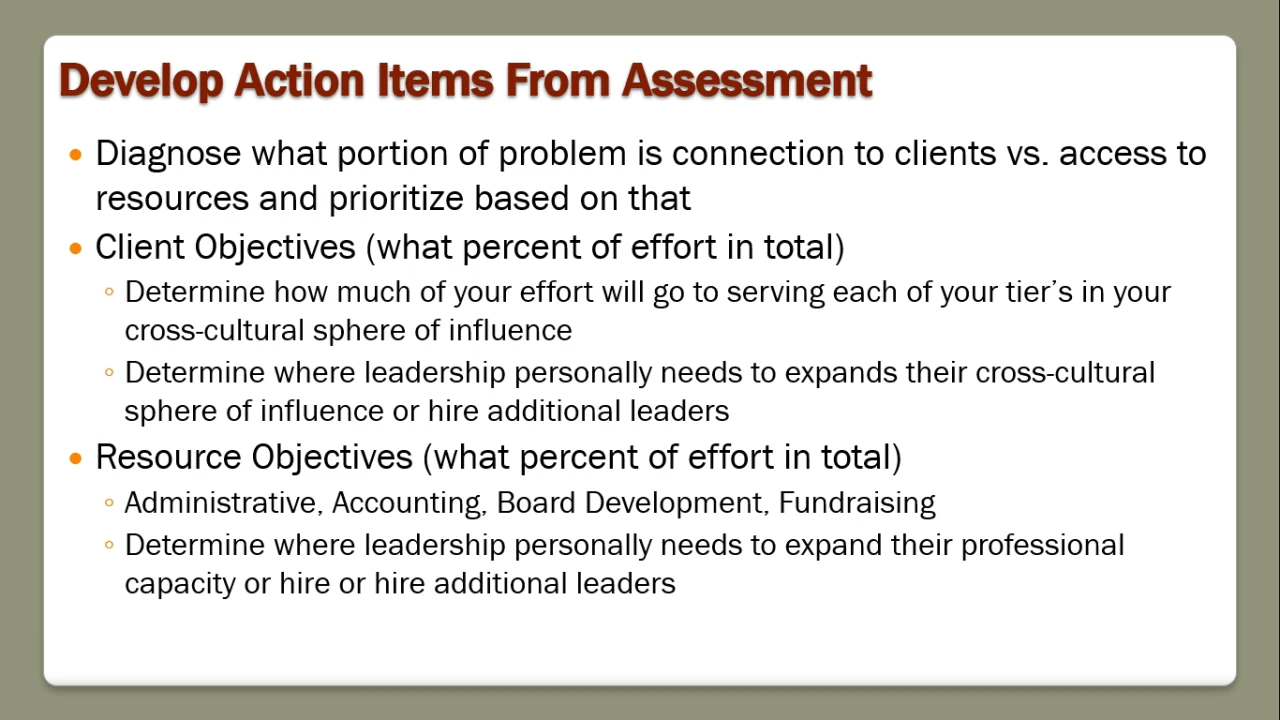 Develop Action Items From Assessment
• Diagnose what portion of problem is connection to clients vs. access to
resources and prioritize based on that
• Client Objectives (what percent of effort in total)
◦ Determine how much of your effort will go to serving each of your tier’s in your
cross-cultural sphere of influence
◦ Determine where leadership personally needs to expands their cross-cultural
sphere of influence or hire additional leaders
• Resource Objectives (what percent of effort in total)
◦ Administrative, Accounting, Board Development, Fundraising
◦ Determine where leadership personally needs to expand their professional
capacity or hire or hire additional leaders